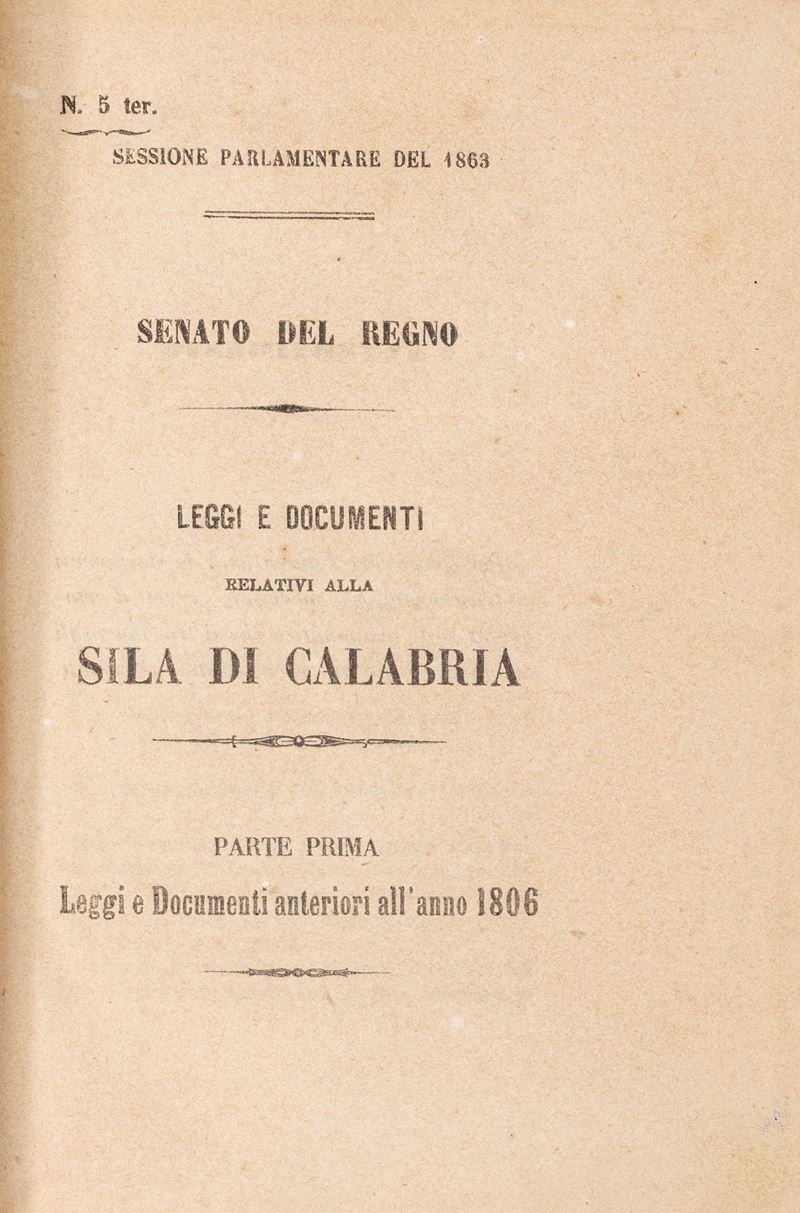 N. 5 ter.
SESSIONE PARLAMENTARE DEL 1863
SENATO DEL REGNO
LEGGI E DOCUMENTI
RELATIVI ALLA
SILA DI CALABRIA
PARTE PRIMA
Leggi e Documenti anteriori all'anno 1806